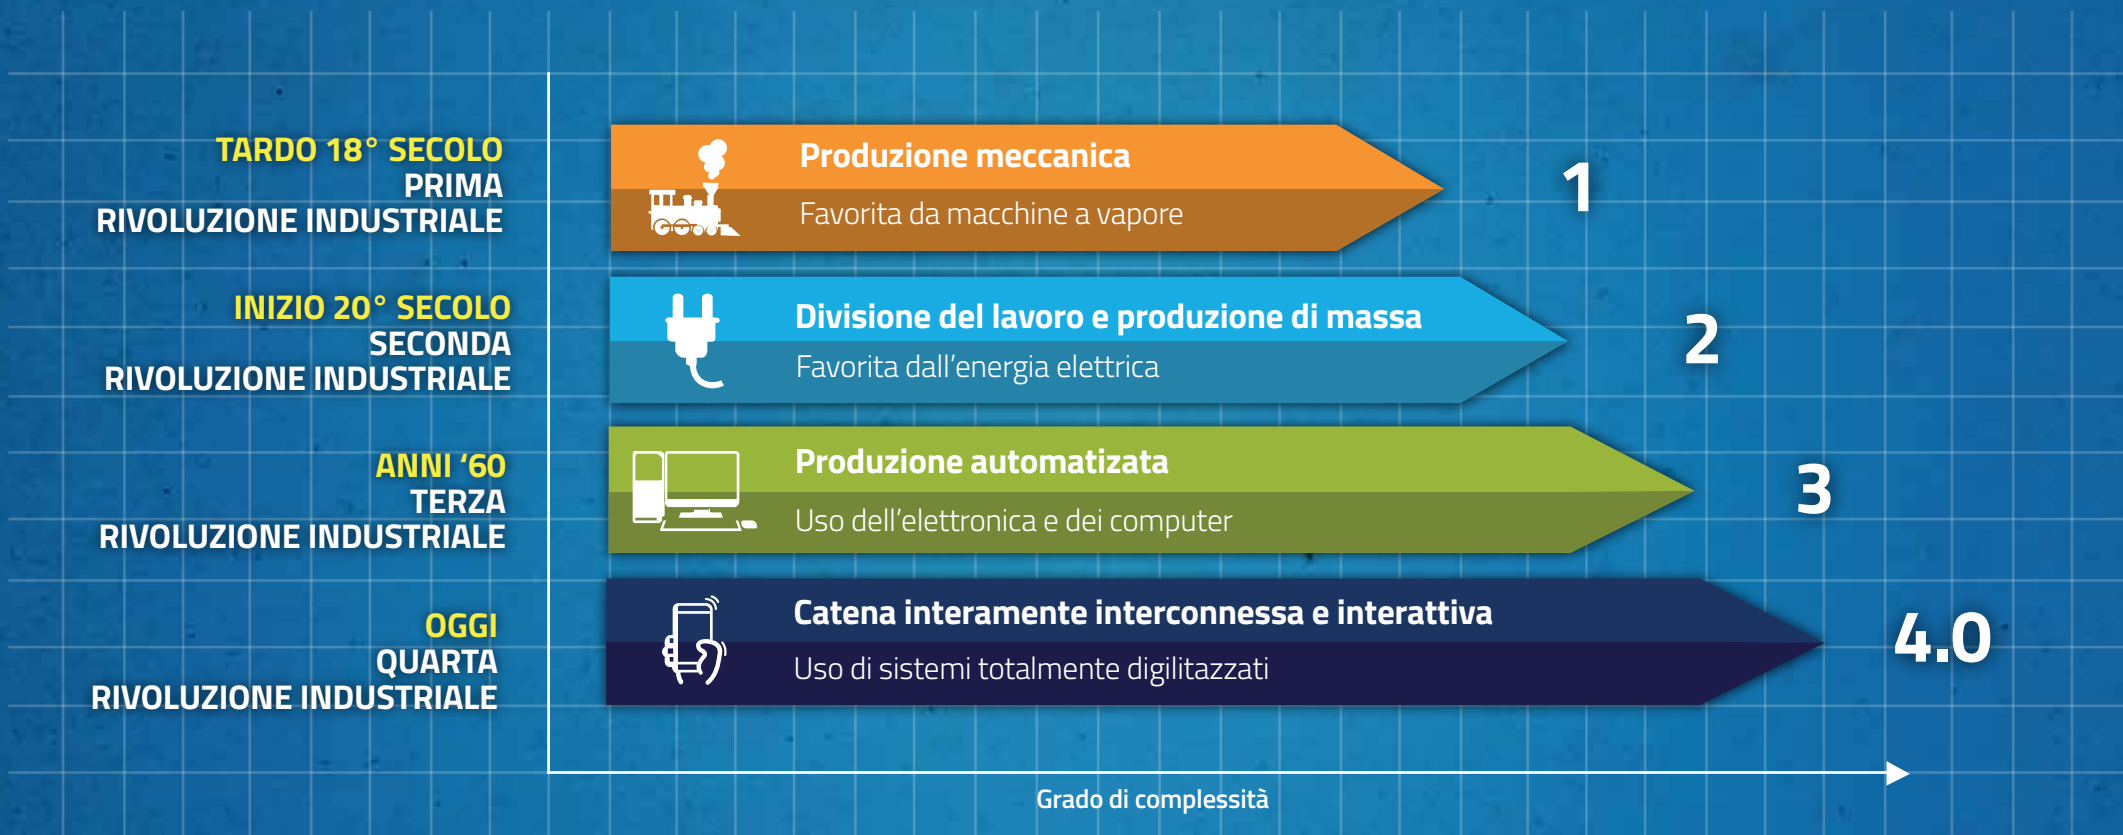 TARDO 18° SECOLO
PRIMA
RIVOLUZIONE INDUSTRIALE
Produzione meccanica
Favorita da macchine a vapore
1
INIZIO 20° SECOLO
SECONDA
RIVOLUZIONE INDUSTRIALE
Divisione del lavoro e produzione di massa
Favorita dall'energia elettrica
2
ANNI ‘60
TERZA
RIVOLUZIONE INDUSTRIALE
Produzione automatizata
Uso dell'elettronica e dei computer
3
OGGI
QUARTA
RIVOLUZIONE INDUSTRIALE
Catena interamente interconnessa e interattiva
Uso di sistemi totalmente digilitazzati
4.0
Grado di complessità